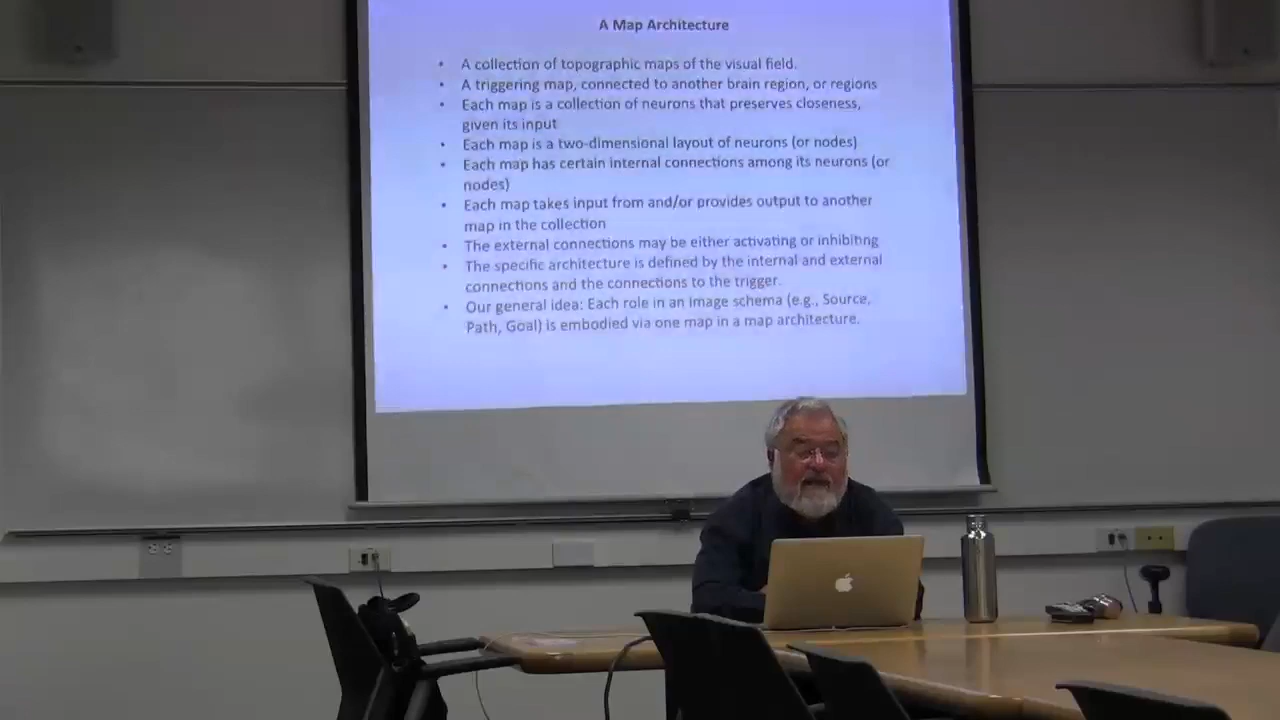 A Map Architecture
• A collection of topographic maps of the visual field.
• A triggering map, connected to another brain region, or regions
• Each map is a collection of neurons that preserves closeness,
given its input
• Each map is a two-dimensional layout of neurons (or nodes)
• Each map has certain internal connections among its neurons (or
nodes)
• Each map takes input from and/or provides output to another
map in the collection
• The external connections may be either activating or inhibiting
• The specific architecture is defined by the internal and external
connections and the connections to the trigger.
• Our general idea: Each role in an image schema (e.g., Source,
Path, Goal) is embodied via one map in a map architecture.